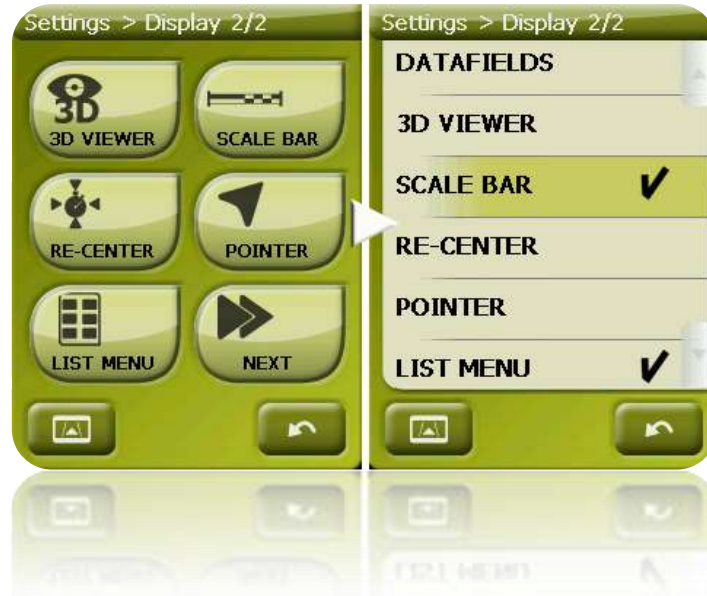 Settings > Display 2/2
3D
3D VIEWER
SCALE BAR
RE-CENTER
POINTER
LIST MENU
NEXT
Settings > Display 2/2
DATAFIELDS
3D VIEWER
SCALE BAR
RE-CENTER
POINTER
LIST MENU